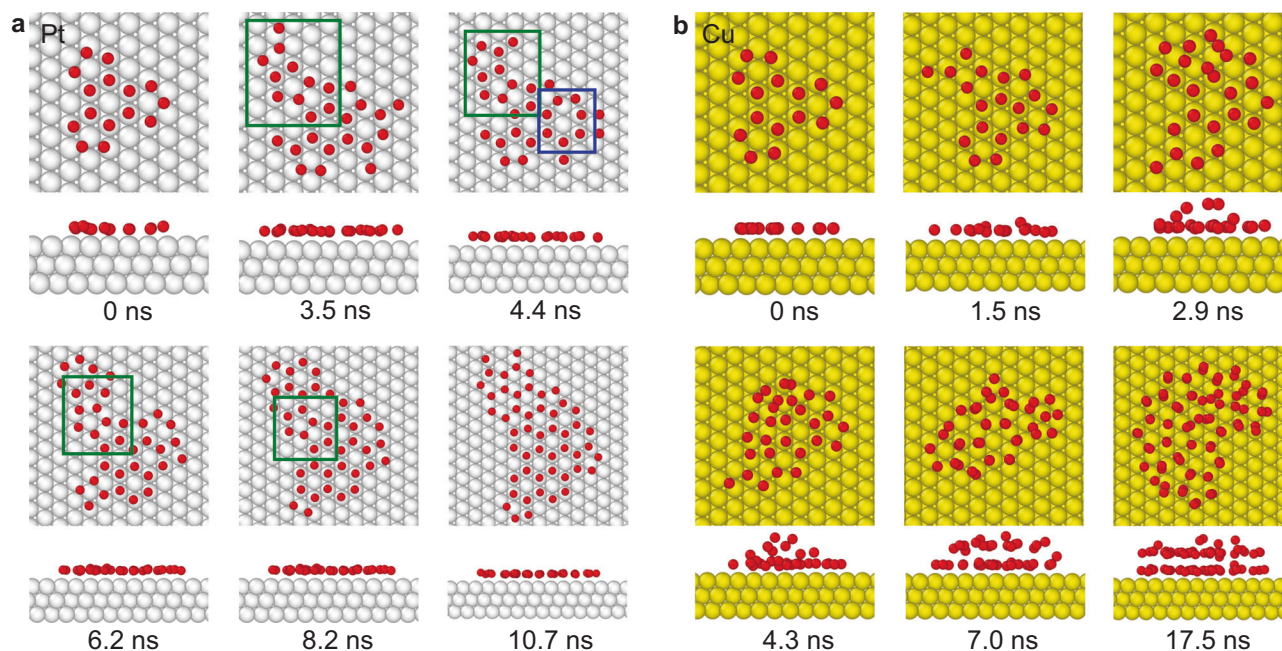 a Pt
0 ns 3.5 ns 4.4 ns
6.2 ns 8.2 ns 10.7 ns
b Cu
0 ns 1.5 ns 2.9 ns
4.3 ns 7.0 ns 17.5 ns